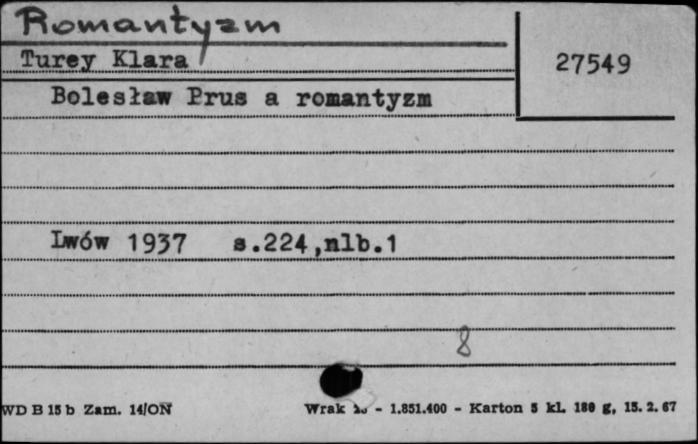 Romantyzm
Turey Klara
27549
Bolesław Prus a romantyzm
Lwów 1937 s.224,nlb.1
8
WD B 15 b Zam. 14/ON Wrak - 1.851.400 - Karton 5 kl. 180 g, 15. 2. 67